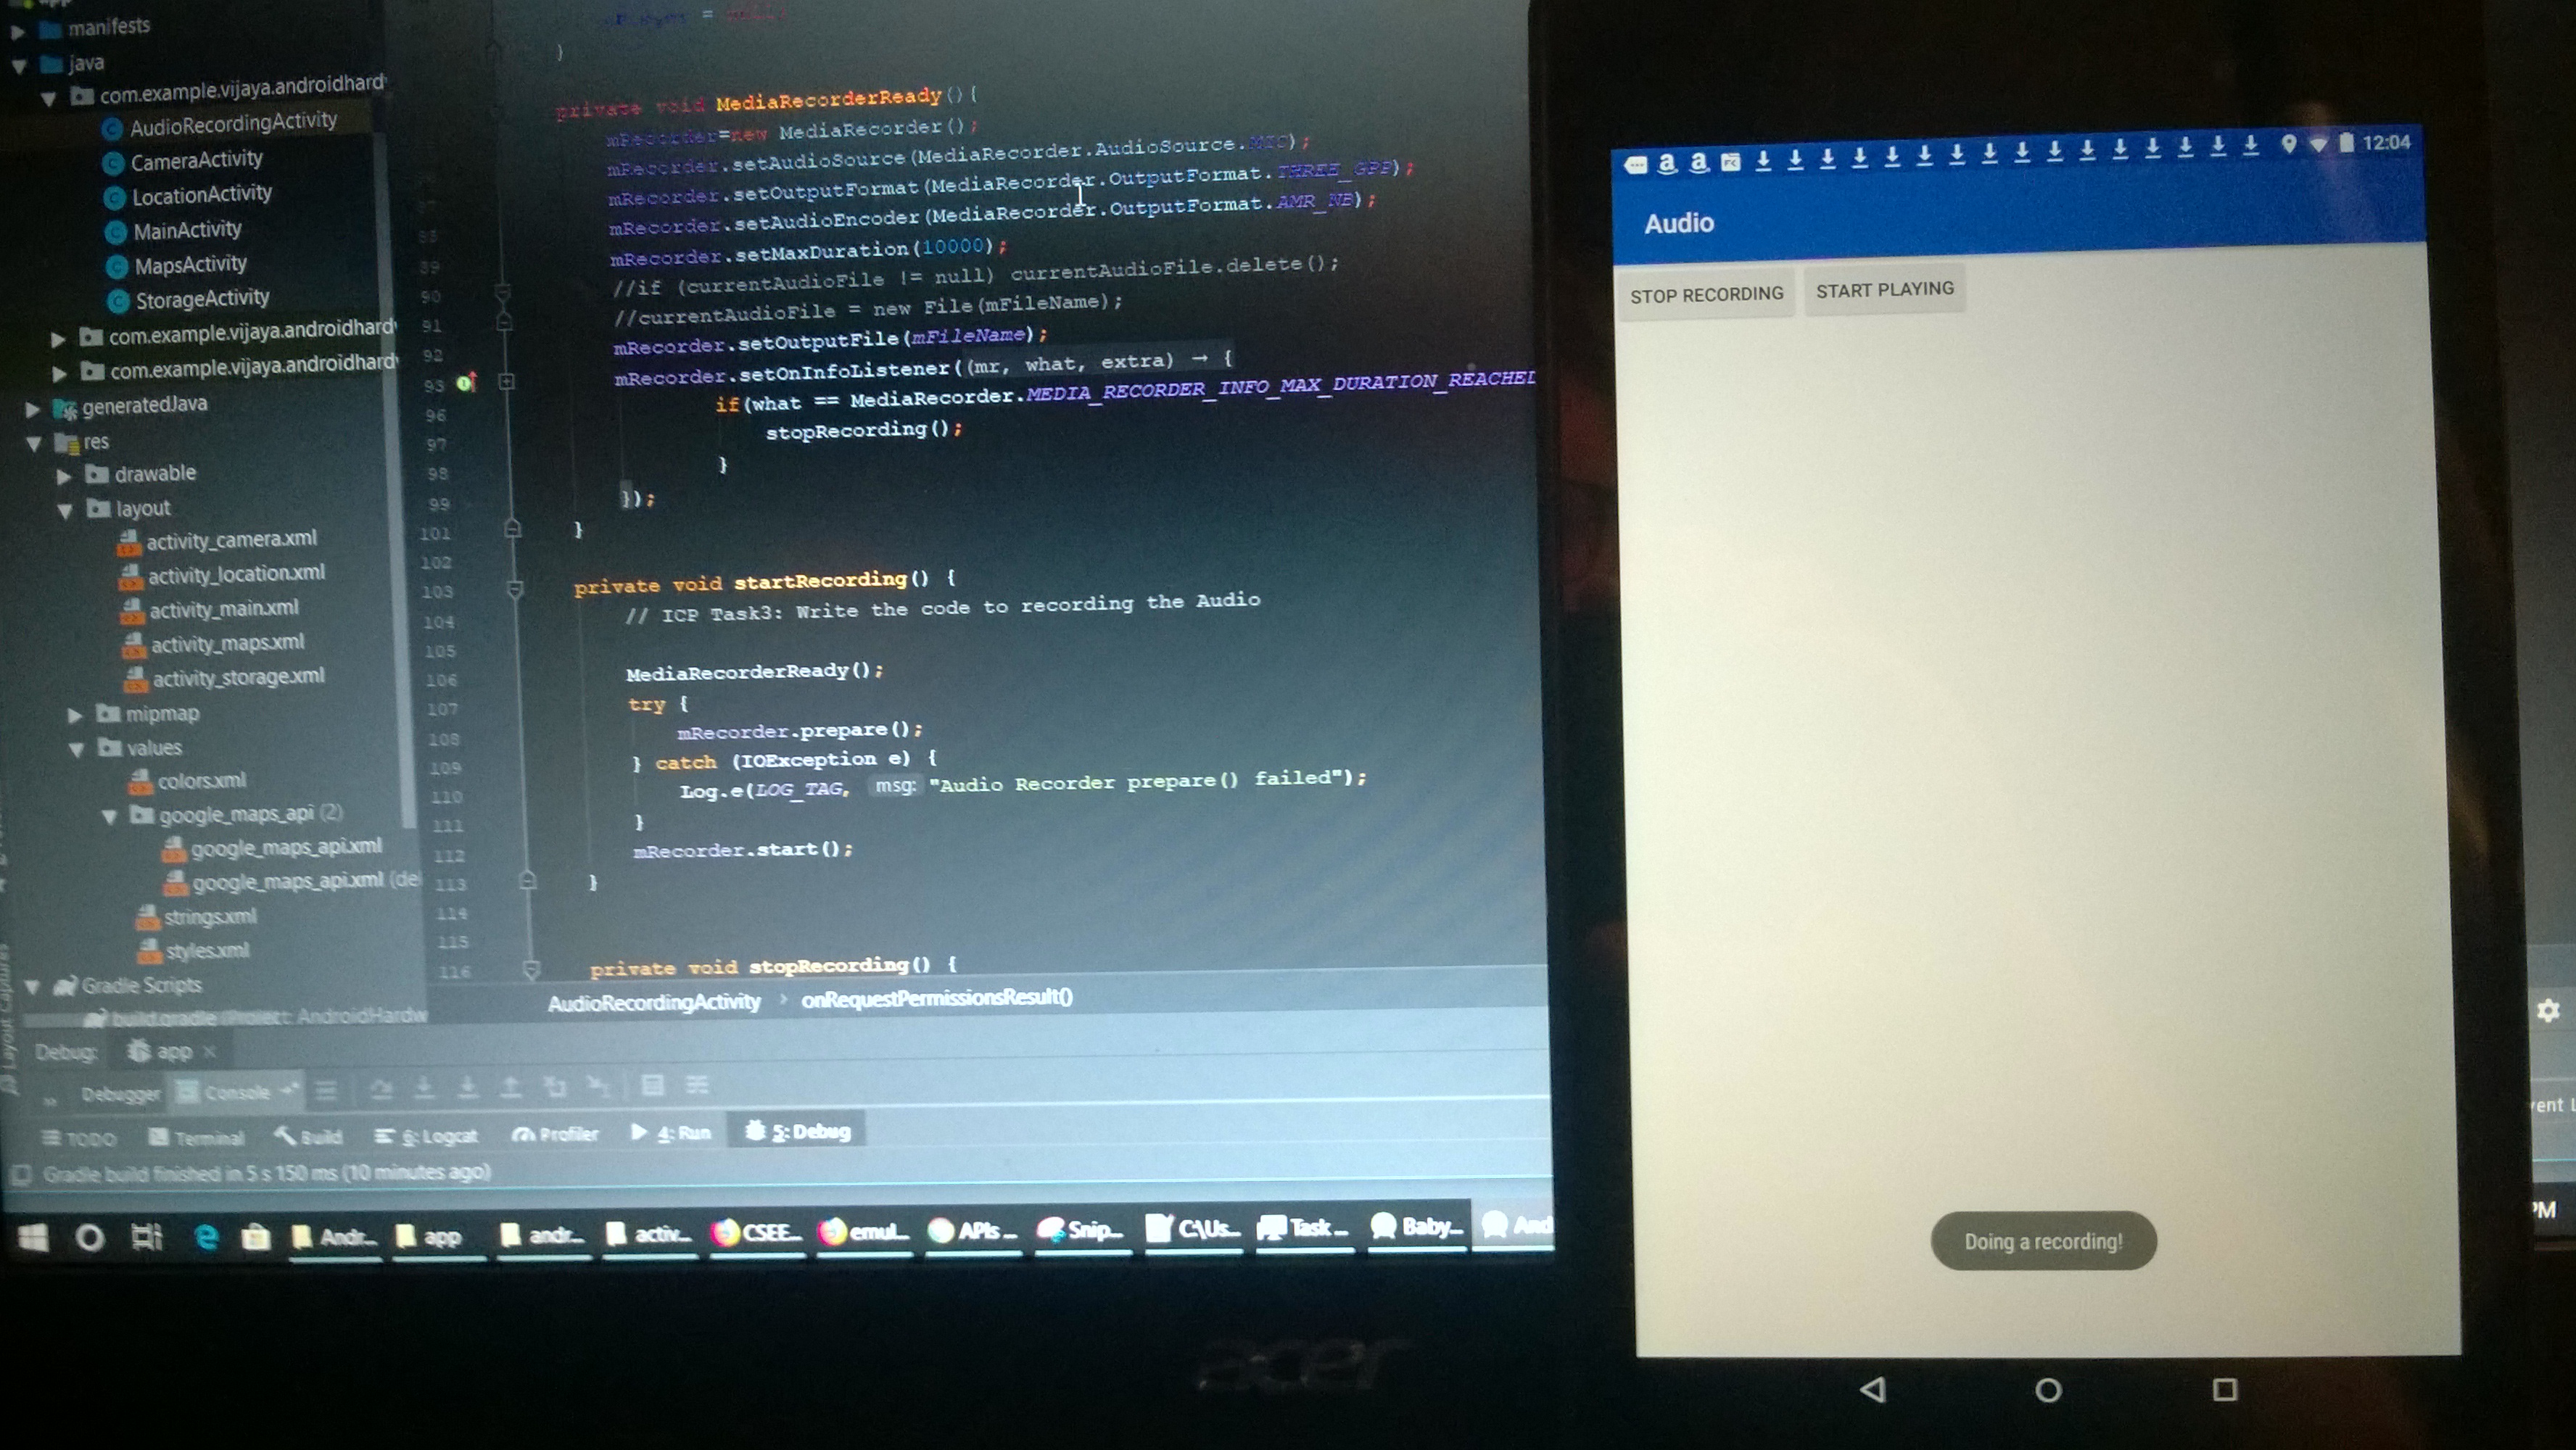 app
manifests
java
com.example.vijaya.androidhard
AudioRecordingActivity
CameraActivity
LocationActivity
MainActivity
MapsActivity
StorageActivity
com.example.vijaya.androidhard
com.example.vijaya.androidhard
generatedJava
res
drawable
layout
activity_camera.xml
activity_location.xml
activity_main.xml
activity_maps.xml
activity_storage.xml
mipmap
values
colors.xml
google_maps_api (2)
google_maps_api.xml
google_maps_api.xml (de
strings.xml
styles.xml
Gradle Scripts
build.gradle (Project: AndroidHardw
}
private void MediaRecorderReady(){
mRecorder=new MediaRecorder();
mRecorder.setAudioSource(MediaRecorder.AudioSource.MIC);
mRecorder.setOutputFormat(MediaRecorder.OutputFormat.THREE_GPP);
88 mRecorder.setAudioEncoder(MediaRecorder.OutputFormat.AMR_NB);
89 mRecorder.setMaxDuration(10000);
90 //if (currentAudioFile != null) currentAudioFile.delete();
91 //currentAudioFile = new File(mFileName);
92 mRecorder.setOutputFile(mFileName);
93 mRecorder.setOnInfoListener((mr, what, extra) → {
96 if(what == MediaRecorder.MEDIA_RECORDER_INFO_MAX_DURATION_REACHED
97 stopRecording();
98 }
99 });
101 }
102
103 private void startRecording() {
104 // ICP Task3: Write the code to recording the Audio
105
106 MediaRecorderReady();
107 try {
108 mRecorder.prepare();
109 } catch (IOException e) {
110 Log.e(LOG_TAG, msg: "Audio Recorder prepare() failed");
111 }
112 mRecorder.start();
113 }
114
115
116 private void stopRecording() {
AudioRecordingActivity › onRequestPermissionsResult()
Layout Captures
Debug: app ×
Debugger Console
TODO Terminal Build 6: Logcat Profiler 4: Run 5: Debug
Gradle build finished in 5 s 150 ms (10 minutes ago)
Andr... app andr... activ... CSEE... emul... APIs ... Snip... C:\Us... Task ... Baby... And
acer
12:04
Audio
STOP RECORDING START PLAYING
Doing a recording!
PM